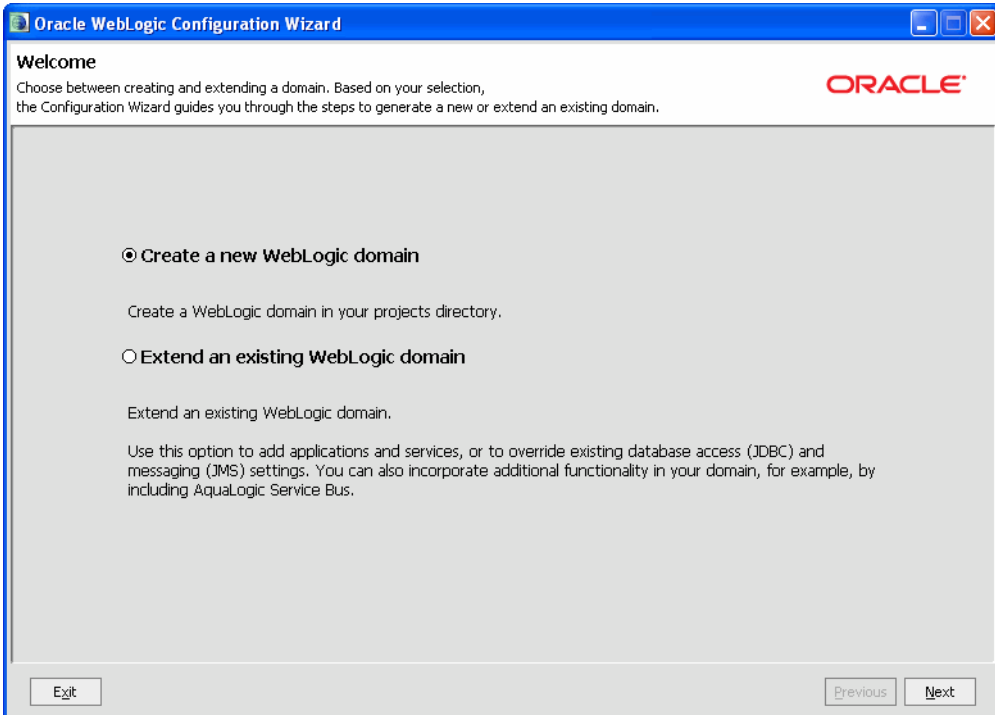 Oracle WebLogic Configuration Wizard
Welcome
Choose between creating and extending a domain. Based on your selection,
the Configuration Wizard guides you through the steps to generate a new or extend an existing domain.
ORACLE
Create a new WebLogic domain
Create a WebLogic domain in your projects directory.
Extend an existing WebLogic domain
Extend an existing WebLogic domain.
Use this option to add applications and services, or to override existing database access (JDBC) and
messaging (JMS) settings. You can also incorporate additional functionality in your domain, for example, by
including AquaLogic Service Bus.
Exit
Previous
Next